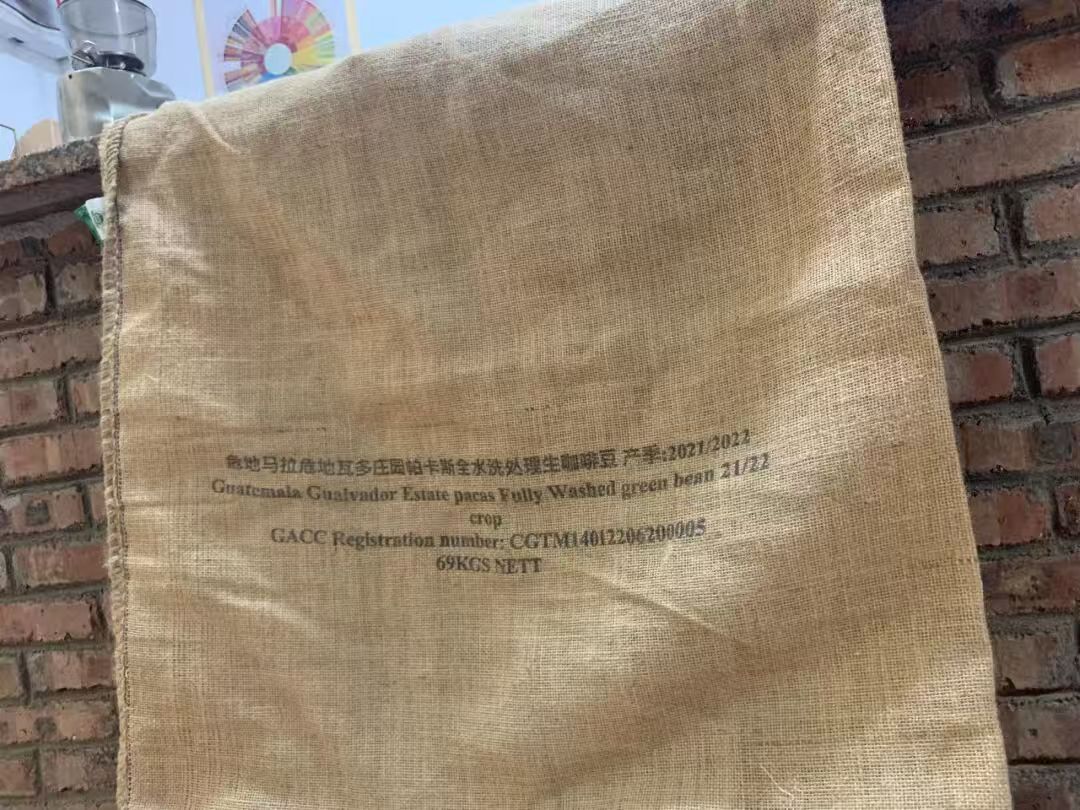 危地马拉危地瓦多庄园帕卡斯全水洗处理生咖啡豆 产季:2021/2022
Guatemala Gualvador Estate pacas Fully Washed green bean 21/22
crop
GACC Registration number: CGTM14012206200005
69KGS NETT